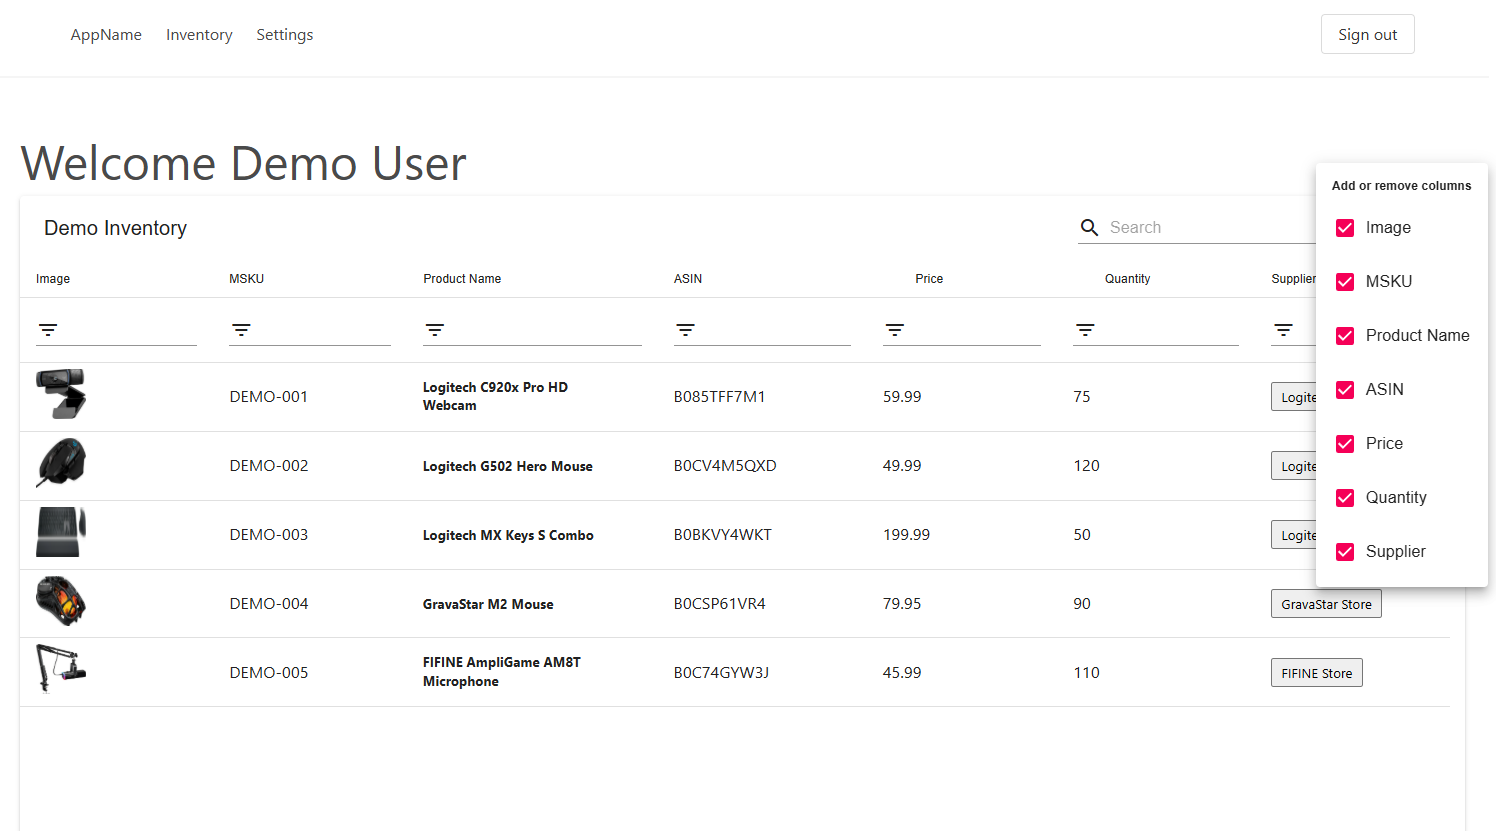 AppName Inventory Settings Sign out
Welcome Demo User
Add or remove columns
Demo Inventory Search
Image
MSKU
Product Name
ASIN
Price
Quantity
Supplier
Image MSKU Product Name ASIN Price Quantity Supplier
DEMO-001 Logitech C920x Pro HD
Webcam B085TFF7M1 59.99 75 Logite
DEMO-002 Logitech G502 Hero Mouse B0CV4M5QXD 49.99 120 Logite
DEMO-003 Logitech MX Keys S Combo B0BKVY4WKT 199.99 50 Logite
DEMO-004 GravaStar M2 Mouse B0CSP61VR4 79.95 90 GravaStar Store
DEMO-005 FIFINE AmpliGame AM8T
Microphone B0C74GYW3J 45.99 110 FIFINE Store